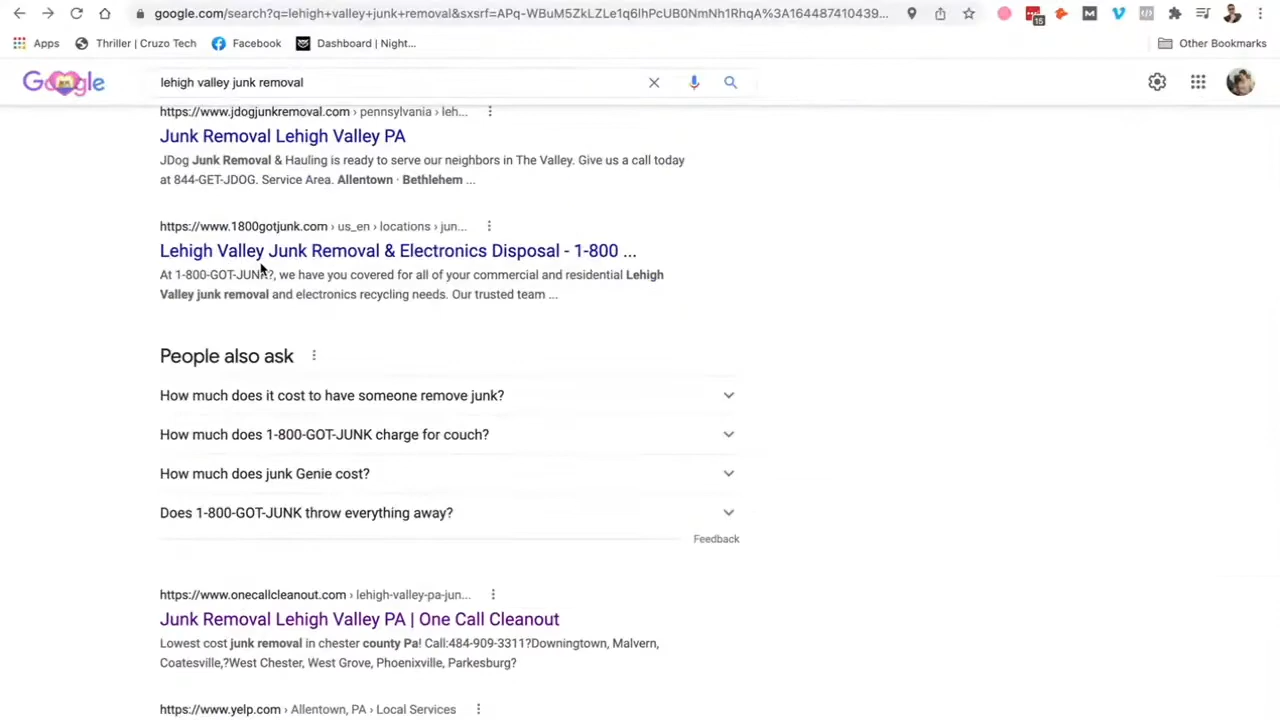 google.com/search?q=lehigh+valley+junk+removal&sxsrf=APq-WBuM5ZkLZLe1q6lhPcUB0NmNh1RhqA%3A164487410439...
15
Apps Thriller | Cruzo Tech Facebook Dashboard | Night... Other Bookmarks
Google lehigh valley junk removal
https://www.jdogjunkremoval.com › pennsylvania › leh...
Junk Removal Lehigh Valley PA
JDog Junk Removal & Hauling is ready to serve our neighbors in The Valley. Give us a call today
at 844-GET-JDOG. Service Area. Allentown · Bethlehem ...
https://www.1800gotjunk.com › us_en › locations › jun...
Lehigh Valley Junk Removal & Electronics Disposal - 1-800 ...
At 1-800-GOT-JUNK?, we have you covered for all of your commercial and residential Lehigh
Valley junk removal and electronics recycling needs. Our trusted team ...
People also ask
How much does it cost to have someone remove junk?
How much does 1-800-GOT-JUNK charge for couch?
How much does junk Genie cost?
Does 1-800-GOT-JUNK throw everything away?
Feedback
https://www.onecallcleanout.com › lehigh-valley-pa-jun...
Junk Removal Lehigh Valley PA | One Call Cleanout
Lowest cost junk removal in chester county Pa! Call:484-909-3311?Downingtown, Malvern,
Coatesville,?West Chester, West Grove, Phoenixville, Parkesburg?
https://www.yelp.com › Allentown, PA › Local Services